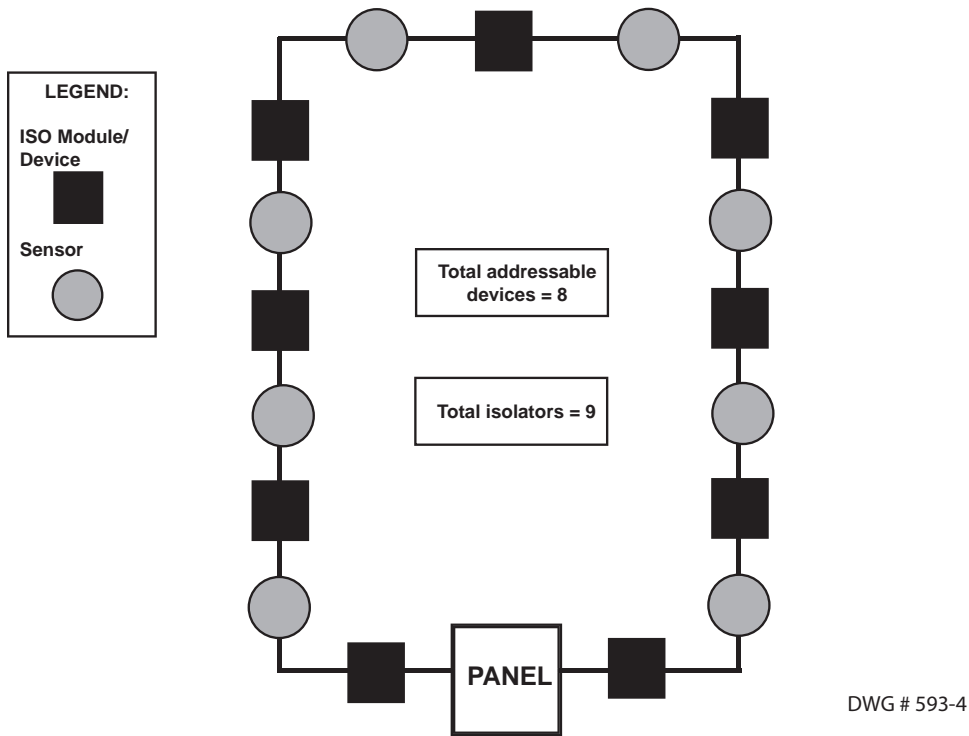 LEGEND:
ISO Module/
Device
Sensor
Total addressable
devices = 8
Total isolators = 9
PANEL
DWG # 593-4